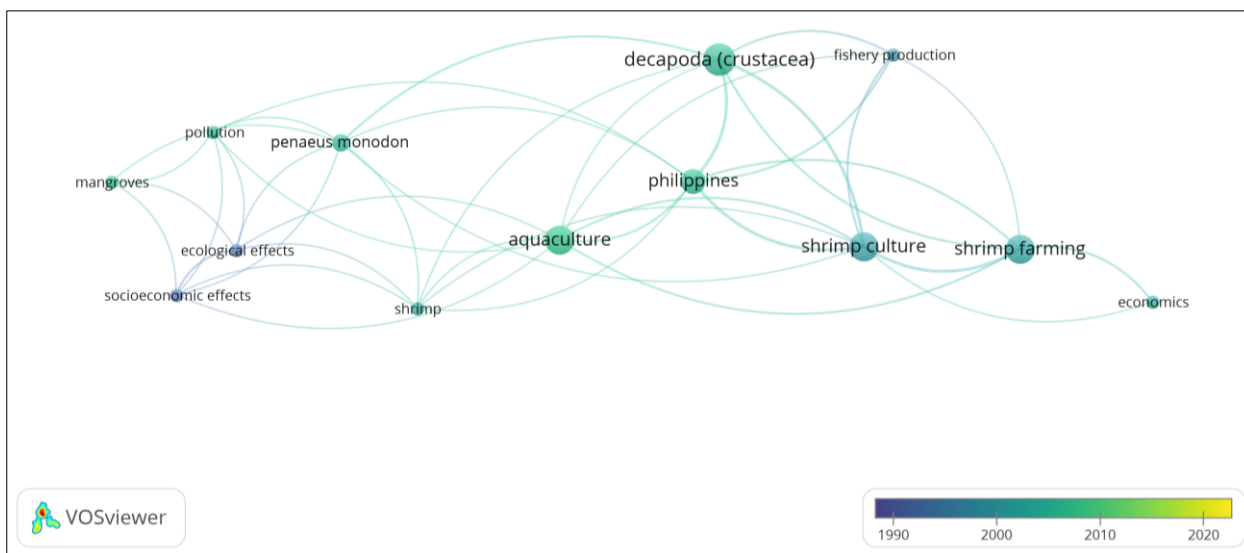 decapoda (crustacea)
fishery production
pollution
penaeus monodon
mangroves
philippines
aquaculture
shrimp culture
shrimp farming
ecological effects
socioeconomic effects
shrimp
economics
VOSviewer
1990 2000 2010 2020